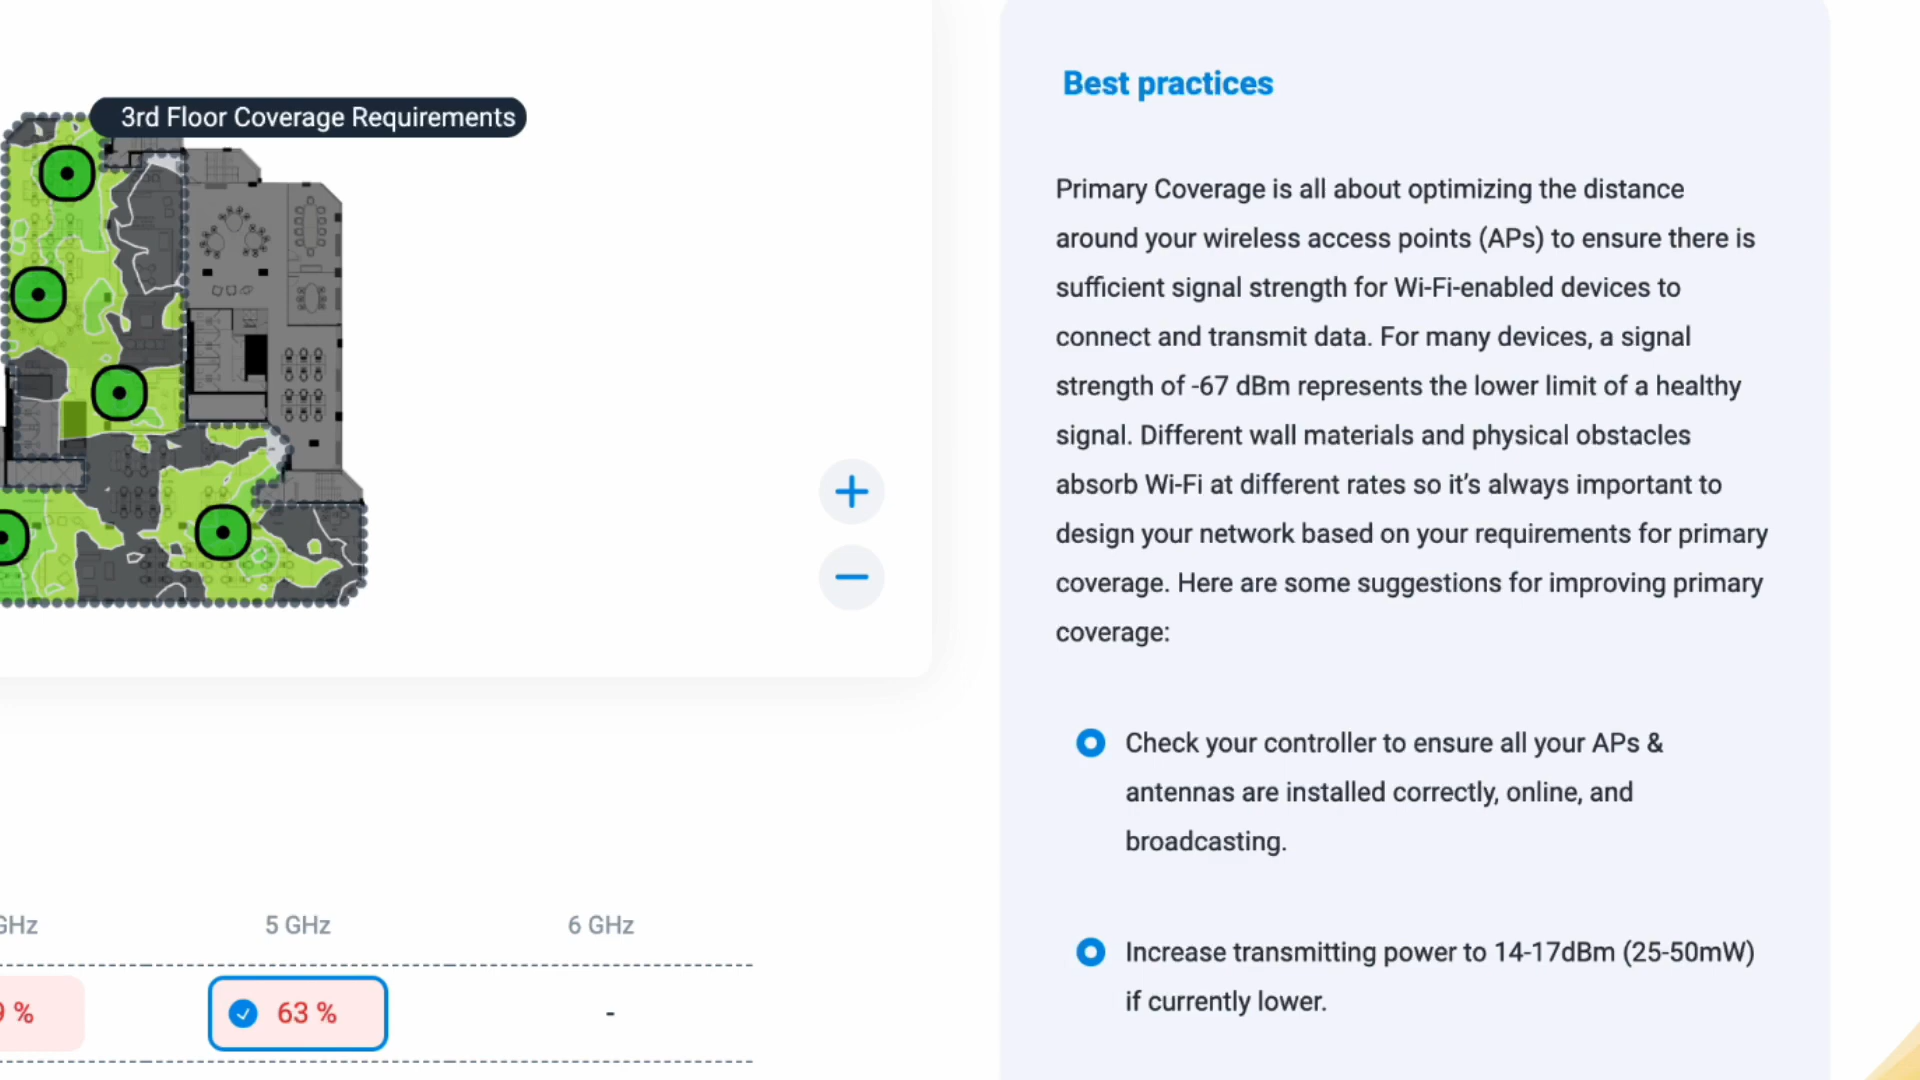 3rd Floor Coverage Requirements
GHz
5 GHz
6 GHz
9 %
63 %
-
Best practices
Primary Coverage is all about optimizing the distance
around your wireless access points (APs) to ensure there is
sufficient signal strength for Wi-Fi-enabled devices to
connect and transmit data. For many devices, a signal
strength of -67 dBm represents the lower limit of a healthy
signal. Different wall materials and physical obstacles
absorb Wi-Fi at different rates so it’s always important to
design your network based on your requirements for primary
coverage. Here are some suggestions for improving primary
coverage:
Check your controller to ensure all your APs &
antennas are installed correctly, online, and
broadcasting.
Increase transmitting power to 14-17dBm (25-50mW)
if currently lower.